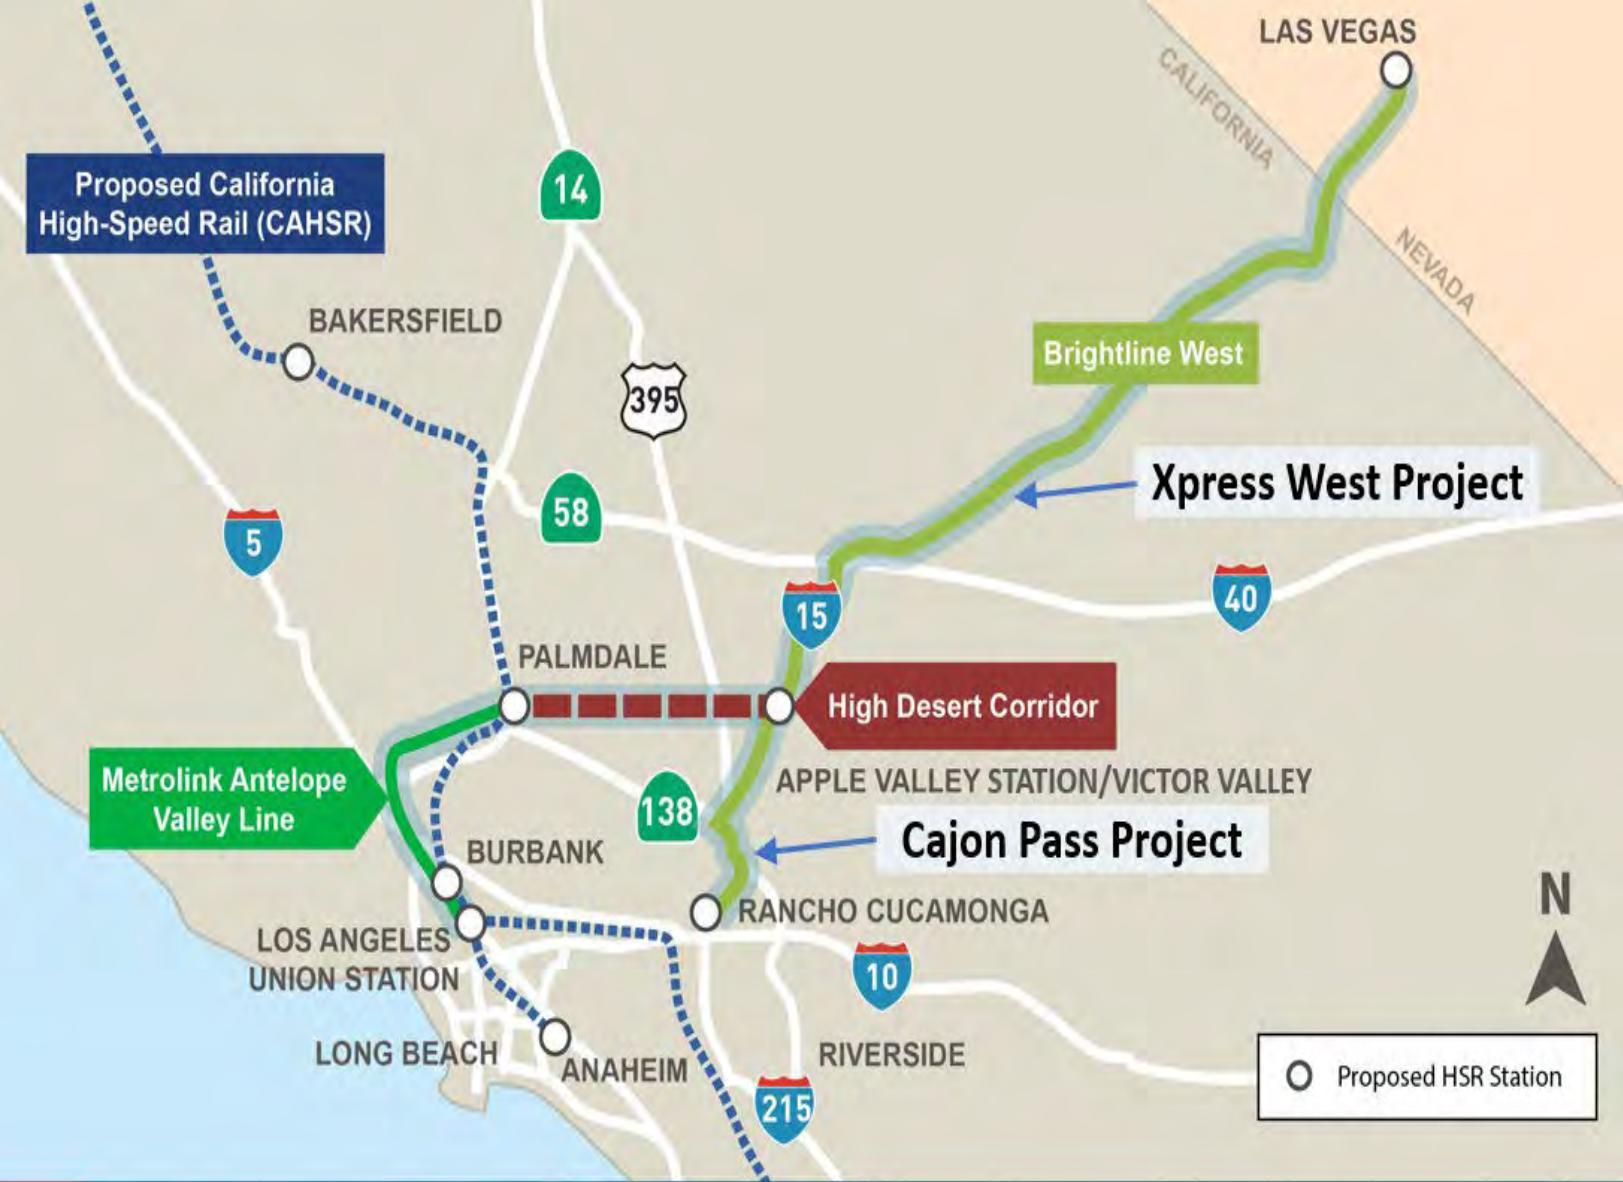 LAS VEGAS
CALIFORNIA
NEVADA
Proposed California
High-Speed Rail (CAHSR)
14
BAKERSFIELD
395
Brightline West
Xpress West Project
58
5
15
40
PALMDALE
High Desert Corridor
Metrolink Antelope
Valley Line
APPLE VALLEY STATION/VICTOR VALLEY
138
Cajon Pass Project
BURBANK
RANCHO CUCAMONGA
LOS ANGELES
UNION STATION
10
N
LONG BEACH
ANAHEIM
RIVERSIDE
215
Proposed HSR Station